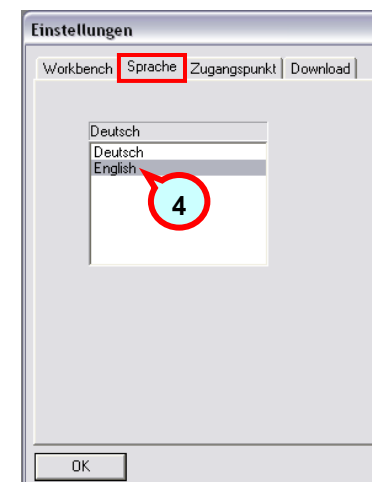 Einstellungen
Workbench Sprache Zugangspunkt Download
Deutsch
Deutsch
English
4
OK